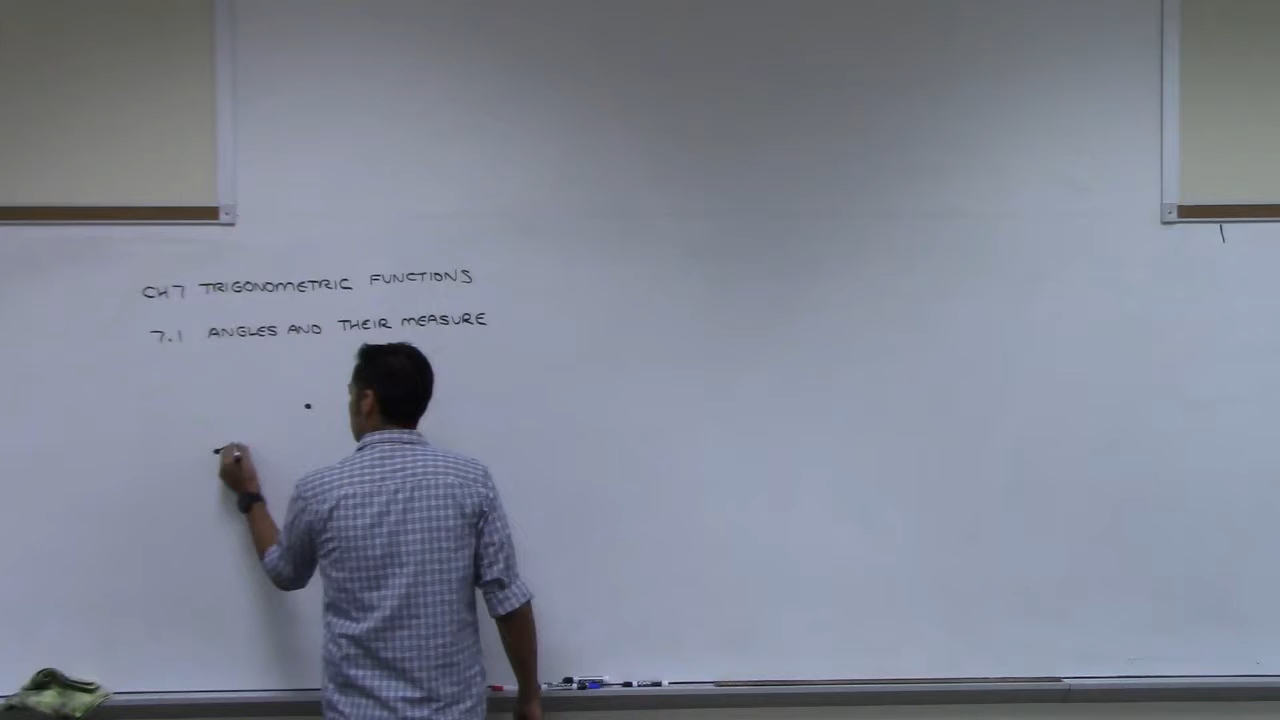 CH7 TRIGONOMETRIC FUNCTIONS
7.1 ANGLES AND THEIR MEASURE